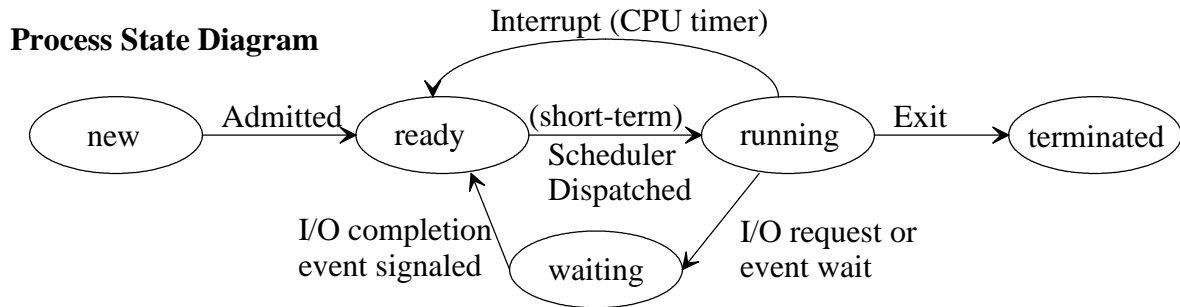 Process State Diagram
Interrupt (CPU timer)
new
Admitted
ready
(short-term)
Scheduler
Dispatched
running
Exit
terminated
I/O completion
event signaled
waiting
I/O request or
event wait